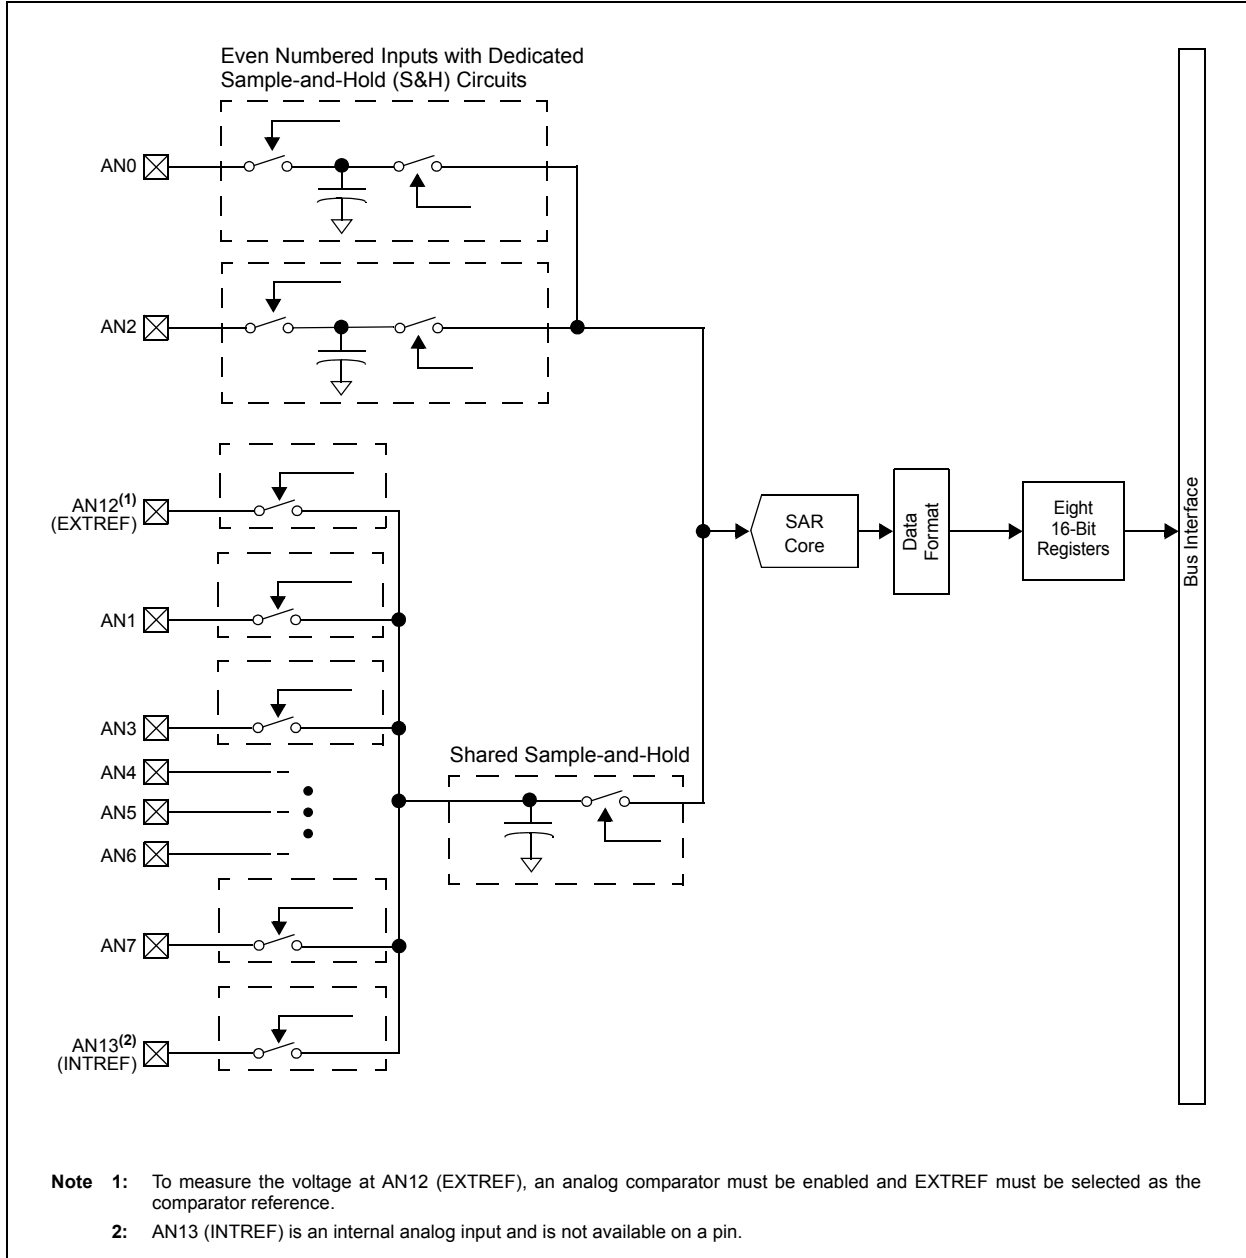 Even Numbered Inputs with Dedicated
Sample-and-Hold (S&H) Circuits
AN0
AN2
AN12(1)
(EXTREF)
AN1
AN3
AN4
AN5
AN6
AN7
AN13(2)
(INTREF)
Shared Sample-and-Hold
SAR
Core
Data
Format
Eight
16-Bit
Registers
Bus Interface
Note 1: To measure the voltage at AN12 (EXTREF), an analog comparator must be enabled and EXTREF must be selected as the
comparator reference.
2: AN13 (INTREF) is an internal analog input and is not available on a pin.